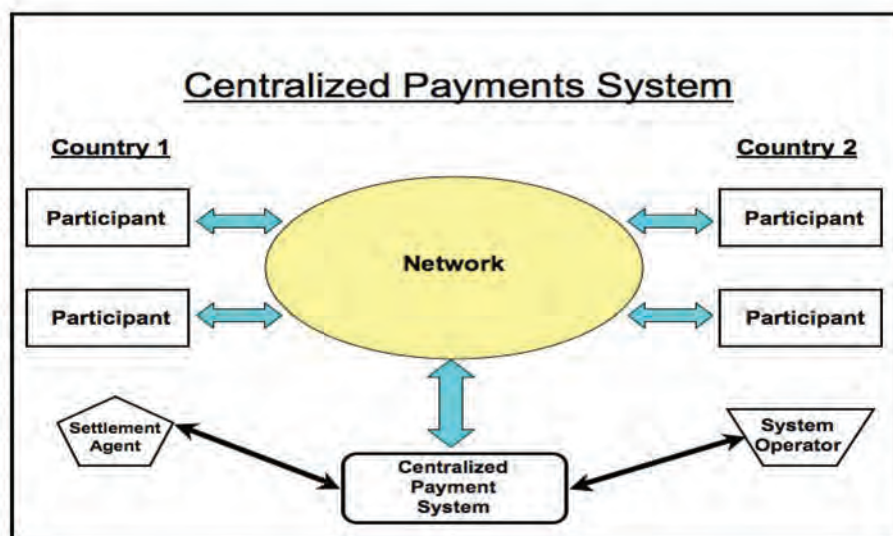 Centralized Payments System
Country 1
Country 2
Participant
Participant
Network
Participant
Participant
Settlement
Agent
System
Operator
Centralized
Payment
System